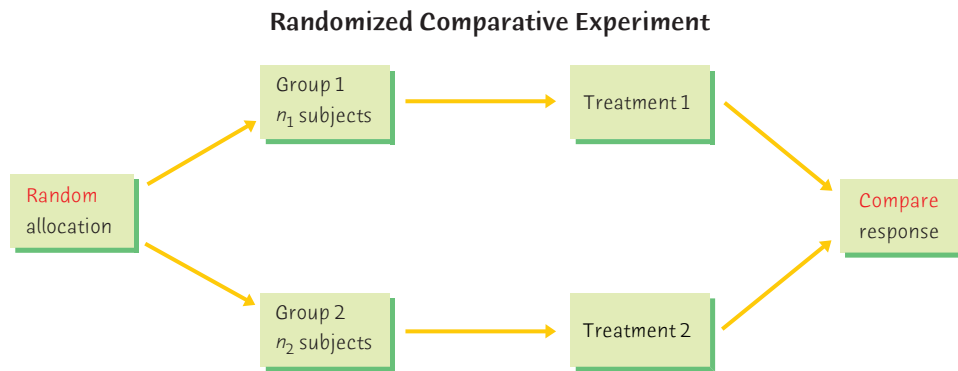 Randomized Comparative Experiment
Random
allocation
Group 1
n₁ subjects
Treatment 1
Group 2
n₂ subjects
Treatment 2
Compare
response